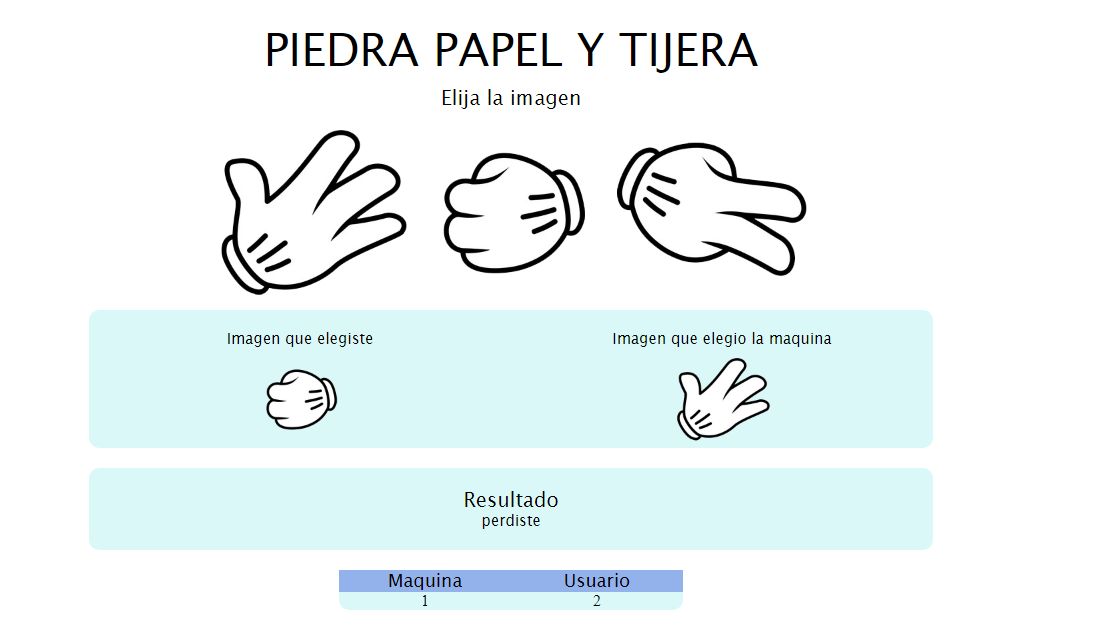 PIEDRA PAPEL Y TIJERA
Elija la imagen
Imagen que elegiste
Imagen que elegio la maquina
Resultado
perdiste
Maquina Usuario
1 2